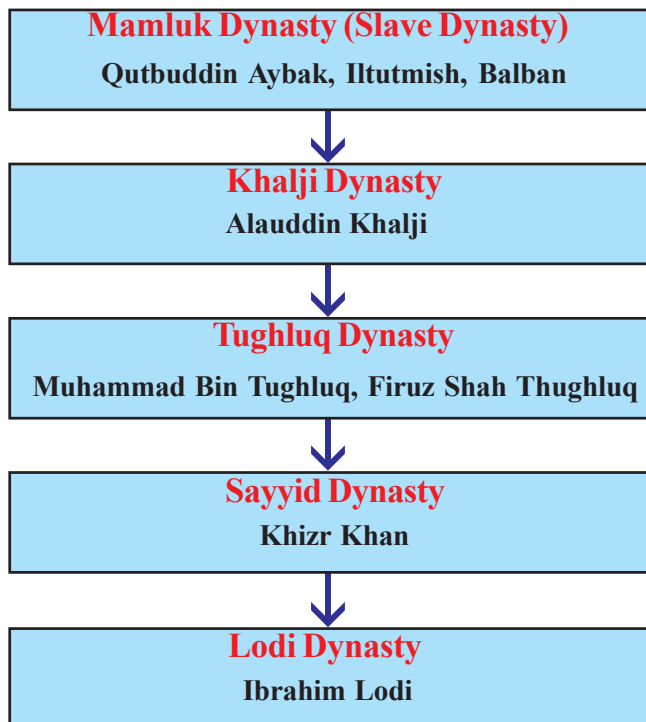 Mamluk Dynasty (Slave Dynasty)
Qutbuddin Aybak, Iltutmish, Balban
Khalji Dynasty
Alauddin Khalji
Tughluq Dynasty
Muhammad Bin Tughluq, Firuz Shah Thughluq
Sayyid Dynasty
Khizr Khan
Lodi Dynasty
Ibrahim Lodi